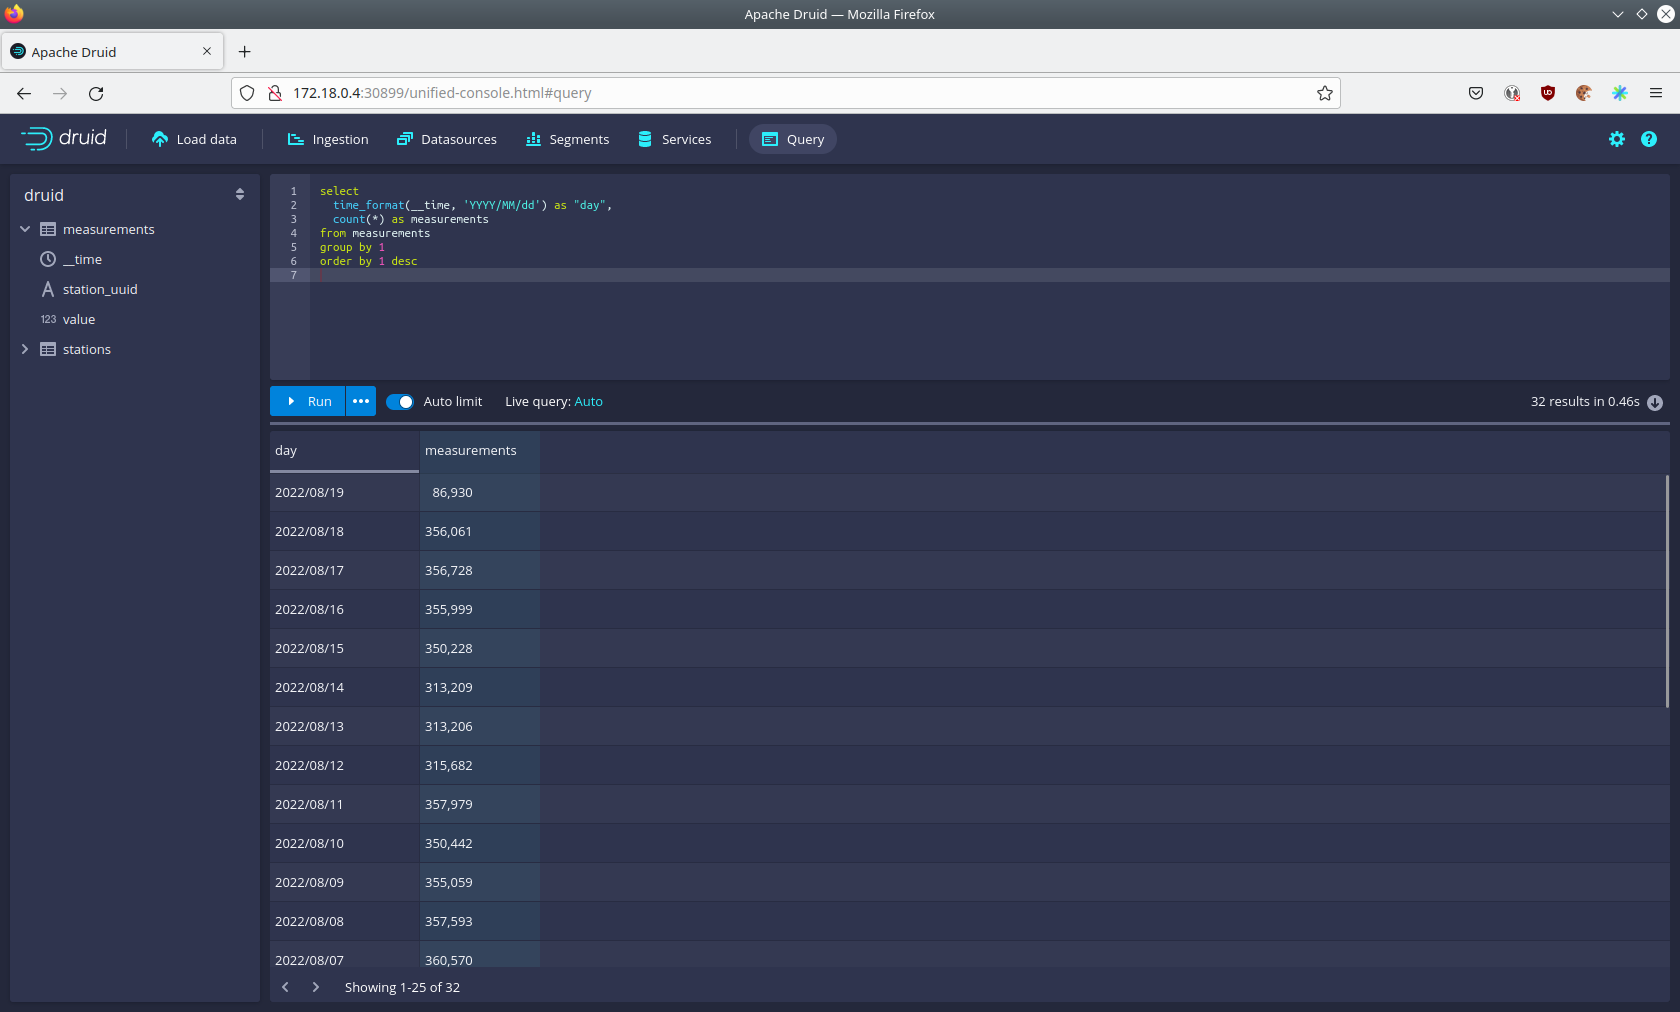 Apache Druid — Mozilla Firefox
Apache Druid
172.18.0.4:30899/unified-console.html#query
druid
Load data
Ingestion
Datasources
Segments
Services
Query
druid
measurements
__time
station_uuid
123 value
stations
1 select
2 time_format(__time, 'YYYY/MM/dd') as "day",
3 count(*) as measurements
4 from measurements
5 group by 1
6 order by 1 desc
7
Run
Auto limit
Live query: Auto
32 results in 0.46s
day measurements
2022/08/19 86,930
2022/08/18 356,061
2022/08/17 356,728
2022/08/16 355,999
2022/08/15 350,228
2022/08/14 313,209
2022/08/13 313,206
2022/08/12 315,682
2022/08/11 357,979
2022/08/10 350,442
2022/08/09 355,059
2022/08/08 357,593
2022/08/07 360,570
Showing 1-25 of 32